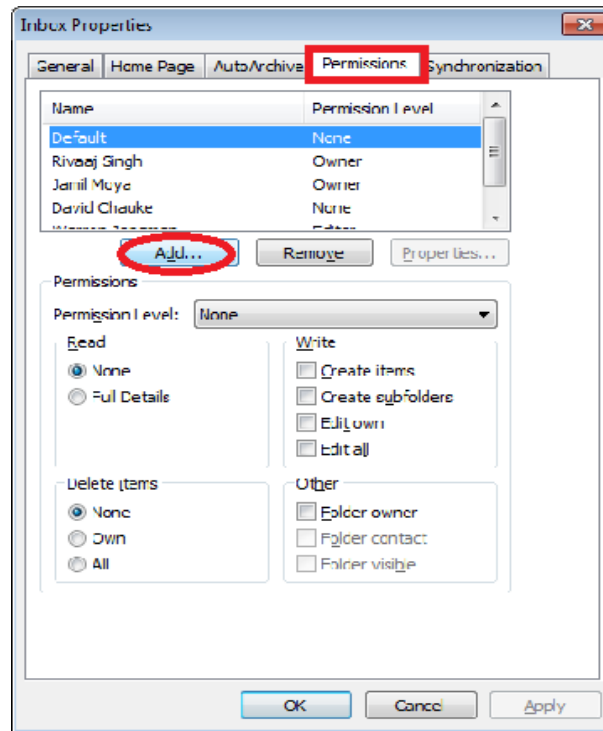 Inbox Properties
General Home Page AutoArchive Permissions Synchronization
Name Permission Level
Default None
Rivaaj Singh Owner
Jamil Moya Owner
David Chauke None
Editor
Add... Remove Properties...
Permissions
Permission Level: None
Read Write
None Create items
Full Details Create subfolders
Edit own
Edit all
Delete items Other
None Folder owner
Own Folder contact
All Folder visible
OK Cancel Apply